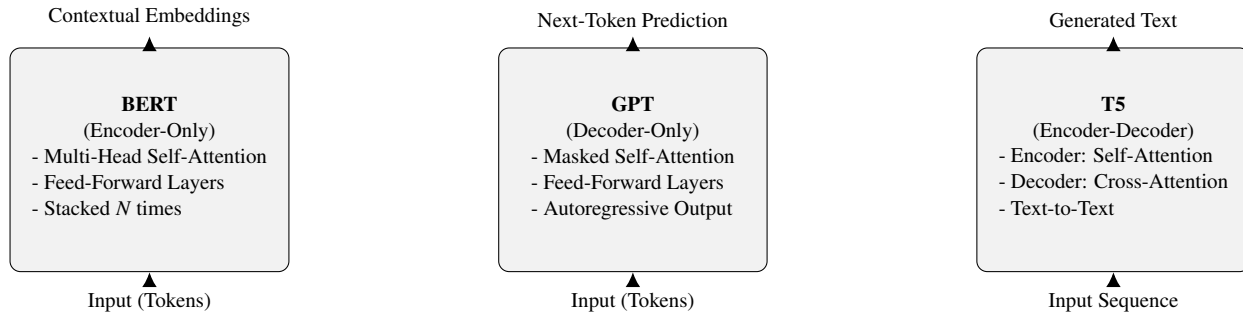 Contextual Embeddings
BERT
(Encoder-Only)
- Multi-Head Self-Attention
- Feed-Forward Layers
- Stacked N times
Input (Tokens)
Next-Token Prediction
GPT
(Decoder-Only)
- Masked Self-Attention
- Feed-Forward Layers
- Autoregressive Output
Input (Tokens)
Generated Text
T5
(Encoder-Decoder)
- Encoder: Self-Attention
- Decoder: Cross-Attention
- Text-to-Text
Input Sequence